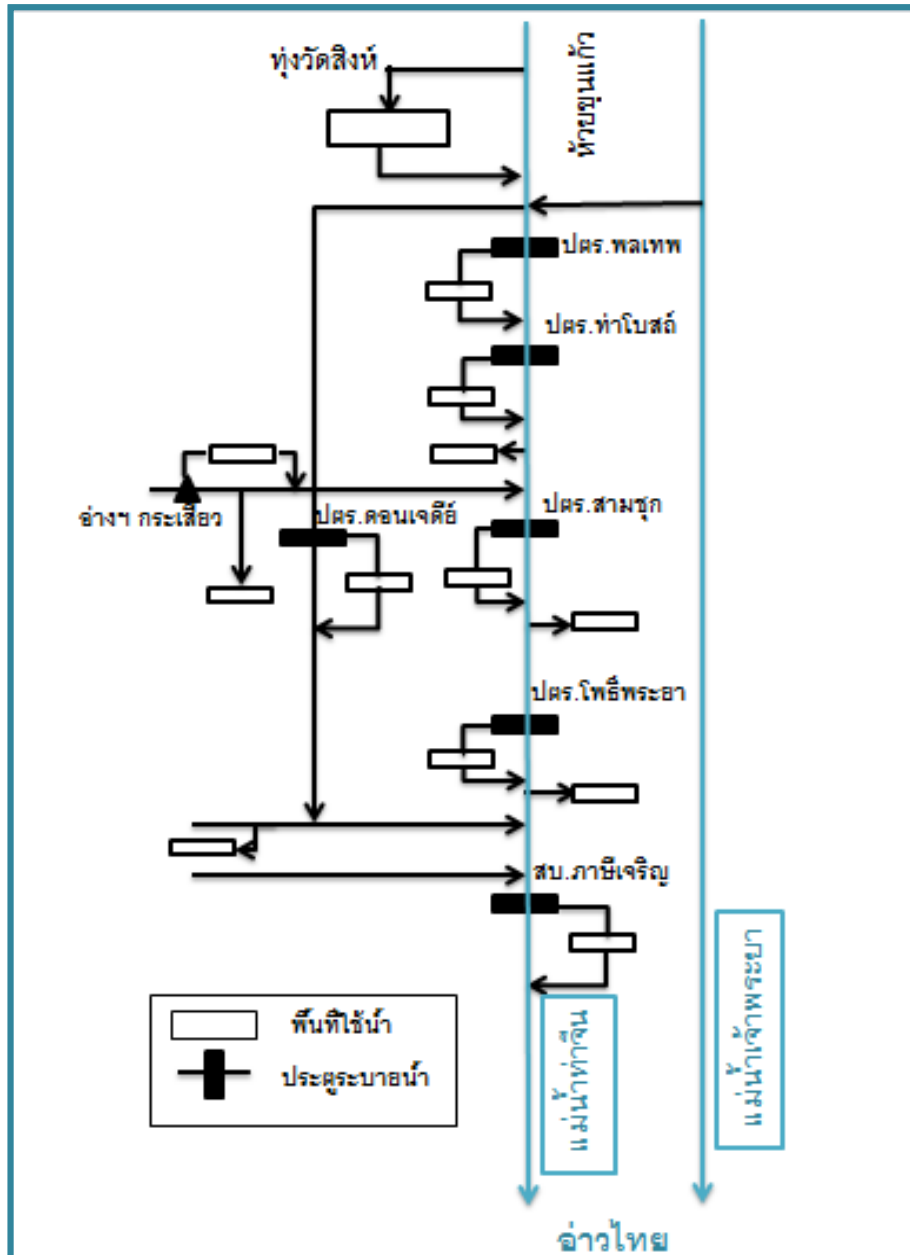 ทุ่งวัดสิงห์
ห้วยขุนแก้ว
ปตร.พลเทพ
ปตร.ท่าโบสถ์
อ่างฯ กระเสียว
ปตร.ดอนเจดีย์
ปตร.สามชุก
ปตร.โพธิ์พระยา
สบ.ภาษีเจริญ
พื้นที่ใช้น้ำ
ประตูระบายน้ำ
แม่น้ำท่าจีน
แม่น้ำเจ้าพระยา
อ่าวไทย